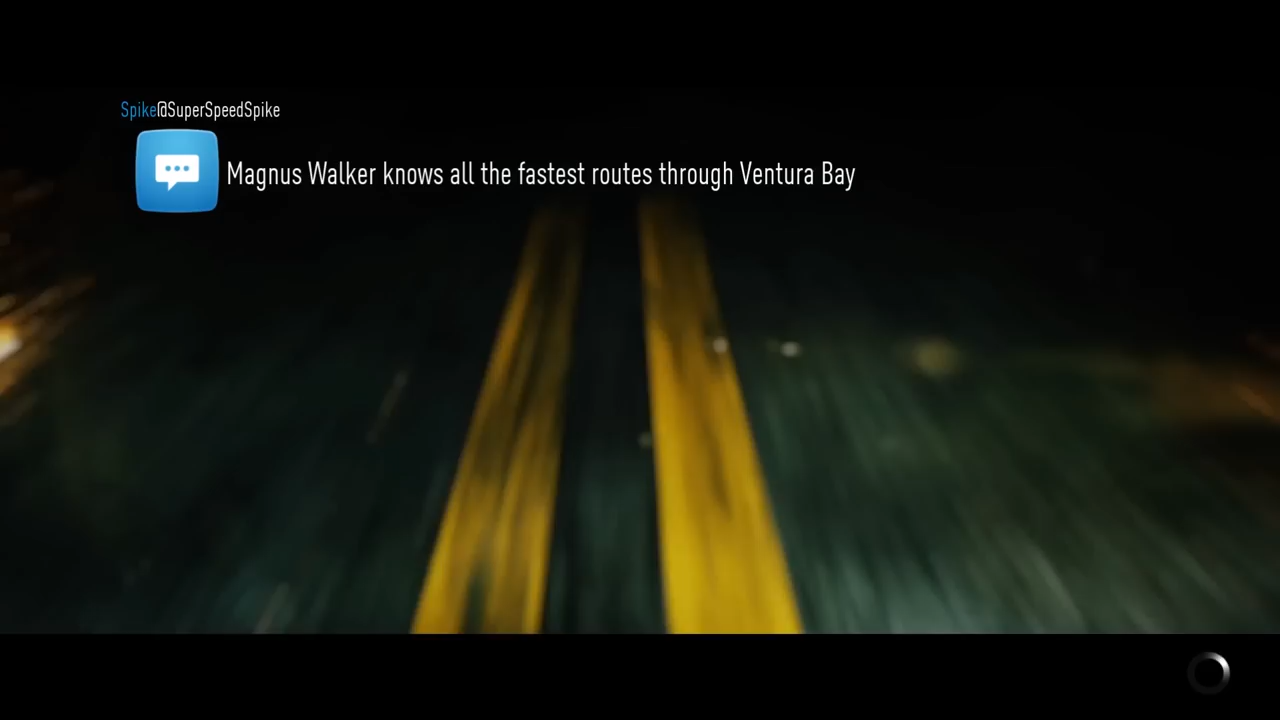 Spike@SuperSpeedSpike
Magnus Walker knows all the fastest routes through Ventura Bay